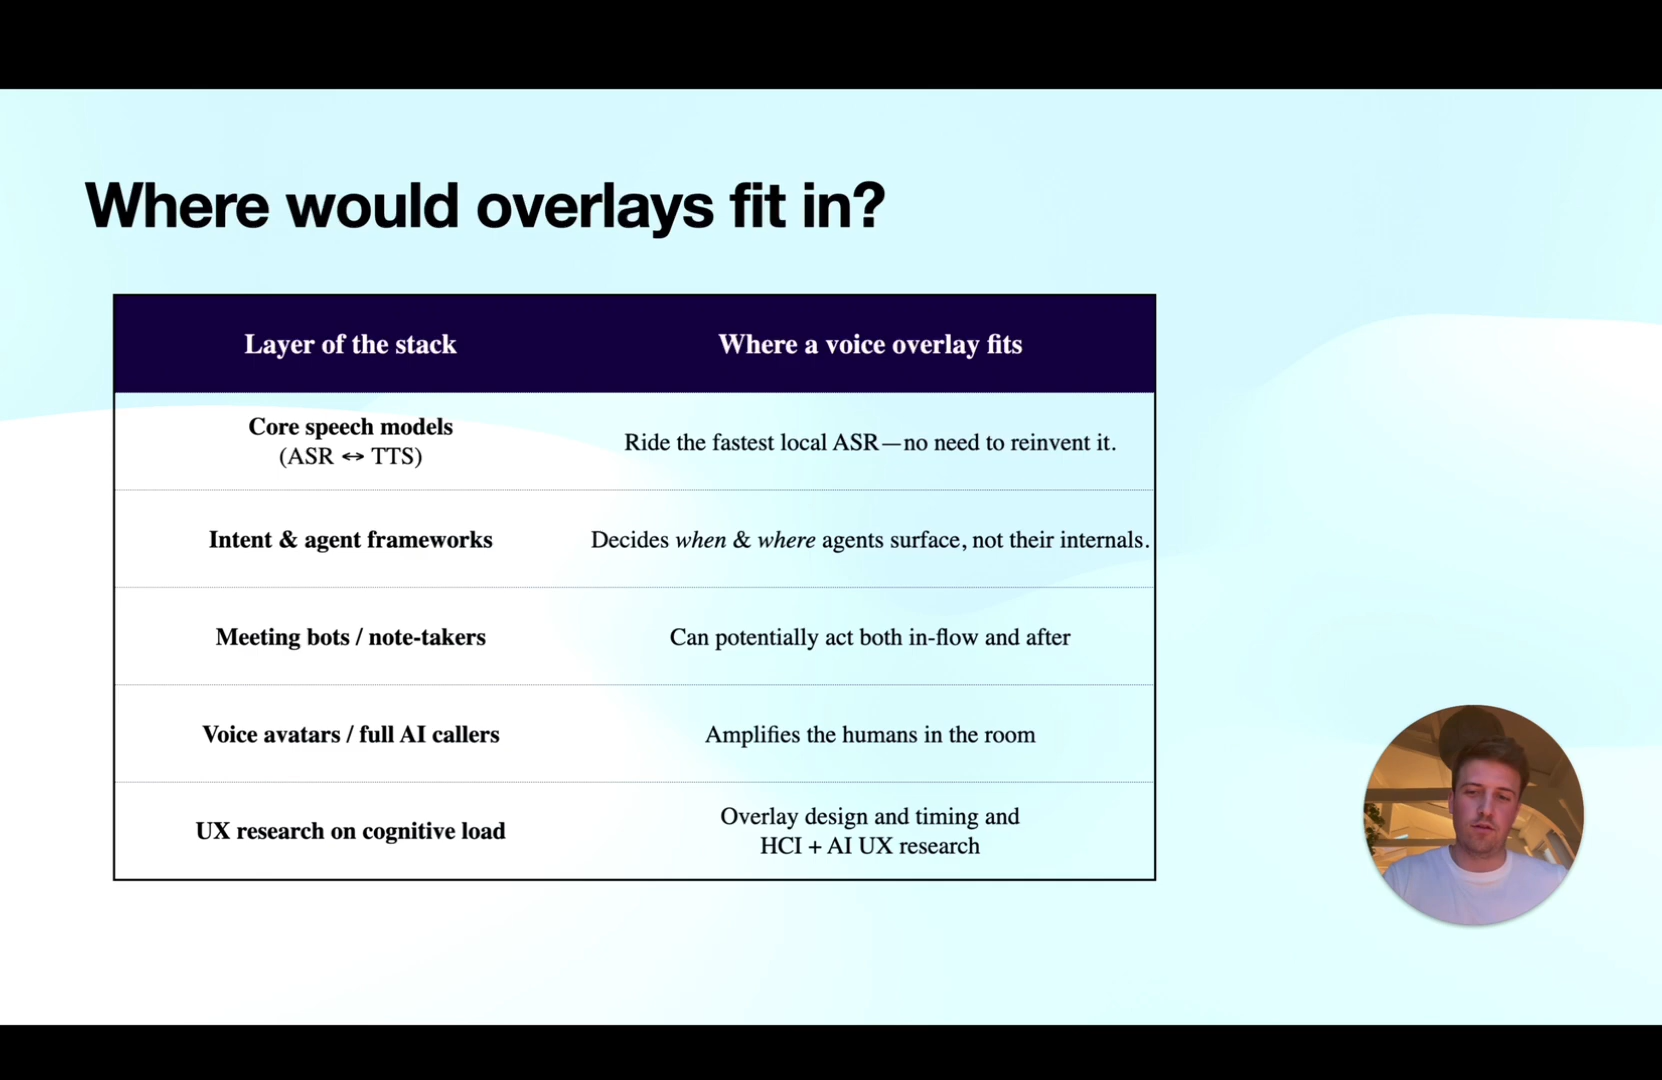 Where would overlays fit in?
Layer of the stack
Where a voice overlay fits
Core speech models
(ASR ↔ TTS)
Ride the fastest local ASR—no need to reinvent it.
Intent & agent frameworks
Decides when & where agents surface, not their internals.
Meeting bots / note-takers
Can potentially act both in-flow and after
Voice avatars / full AI callers
Amplifies the humans in the room
UX research on cognitive load
Overlay design and timing and
HCI + AI UX research